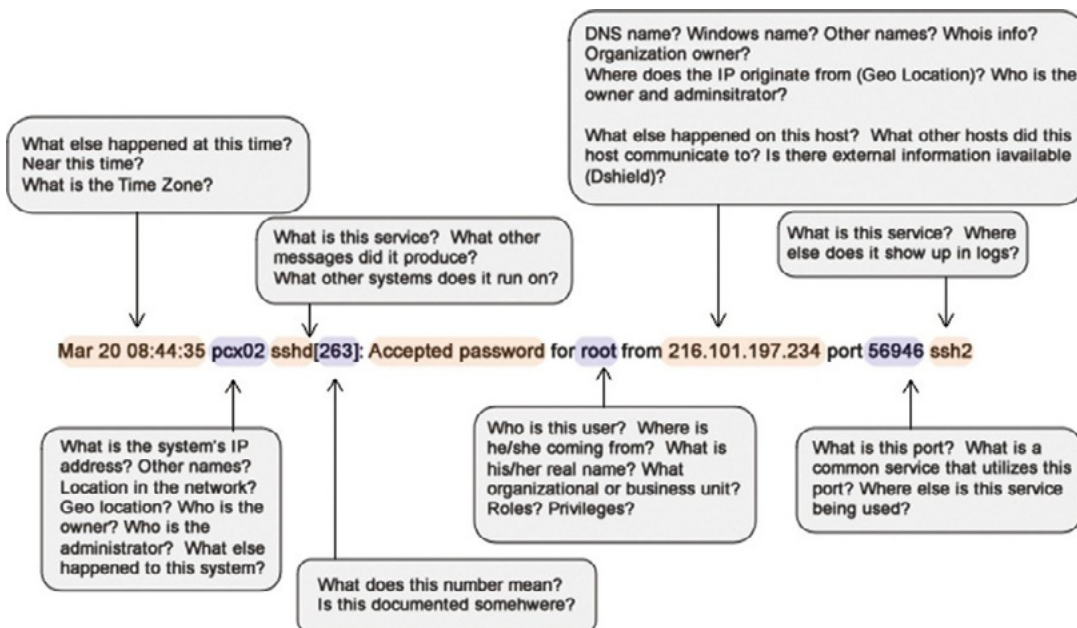 DNS name? Windows name? Other names? Whois info?
Organization owner?
Where does the IP originate from (Geo Location)? Who is the
owner and adminsitrator?
What else happened on this host? What other hosts did this
host communicate to? Is there external information iavailable
(Dshield)?
What else happened at this time?
Near this time?
What is the Time Zone?
What is this service? What other
messages did it produce?
What other systems does it run on?
What is this service? Where
else does it show up in logs?
Mar 20 08:44:35 pcx02 sshd[263]: Accepted password for root from 216.101.197.234 port 56946 ssh2
What is the system's IP
address? Other names?
Location in the network?
Geo location? Who is the
owner? Who is the
administrator? What else
happened to this system?
What does this number mean?
Is this documented somehwere?
Who is this user? Where is
he/she coming from? What is
his/her real name? What
organizational or business unit?
Roles? Privileges?
What is this port? What is a
common service that utilizes this
port? Where else is this service
being used?